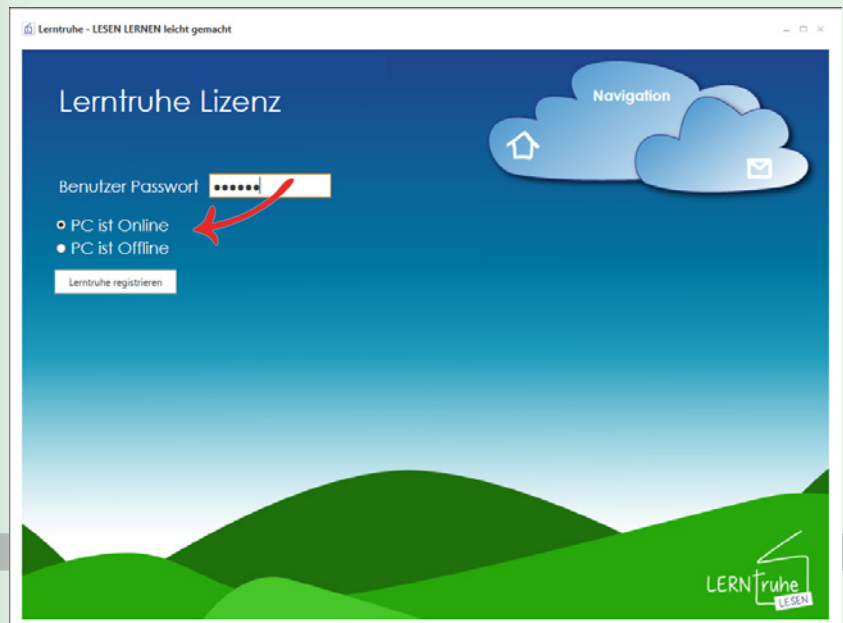 Lerntruhe - LESEN LERNEN leicht gemacht
Lerntruhe Lizenz
Navigation
Benutzer Passwort ••••••
PC ist Online
PC ist Offline
Lerntruhe registrieren
LERNTruhe
LESEN